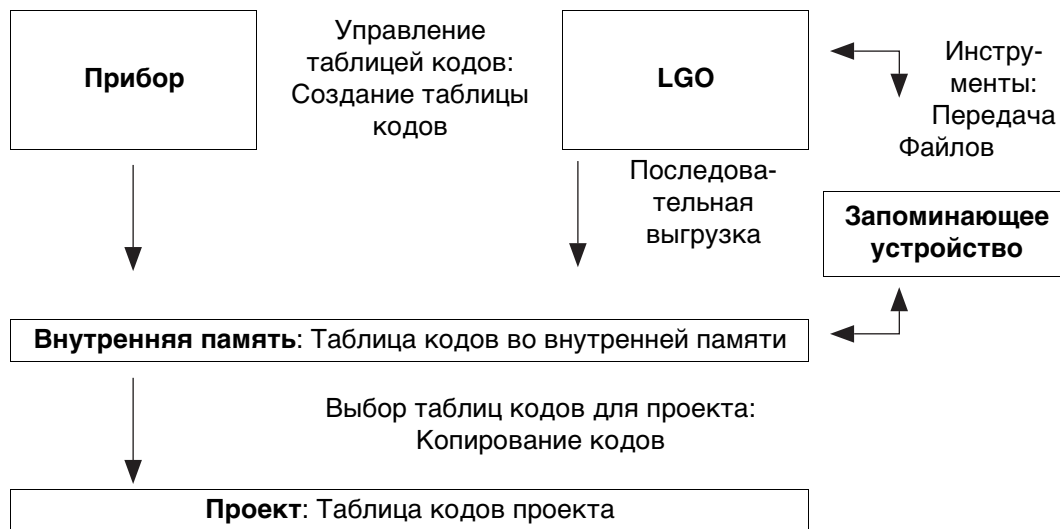 Прибор
Управление
таблицей кодов:
Создание таблицы
кодов
LGO
Инстру-
менты:
Передача
Файлов
Последова-
тельная
выгрузка
Запоминающее
устройство
Внутренняя память: Таблица кодов во внутренней памяти
Выбор таблиц кодов для проекта:
Копирование кодов
Проект: Таблица кодов проекта